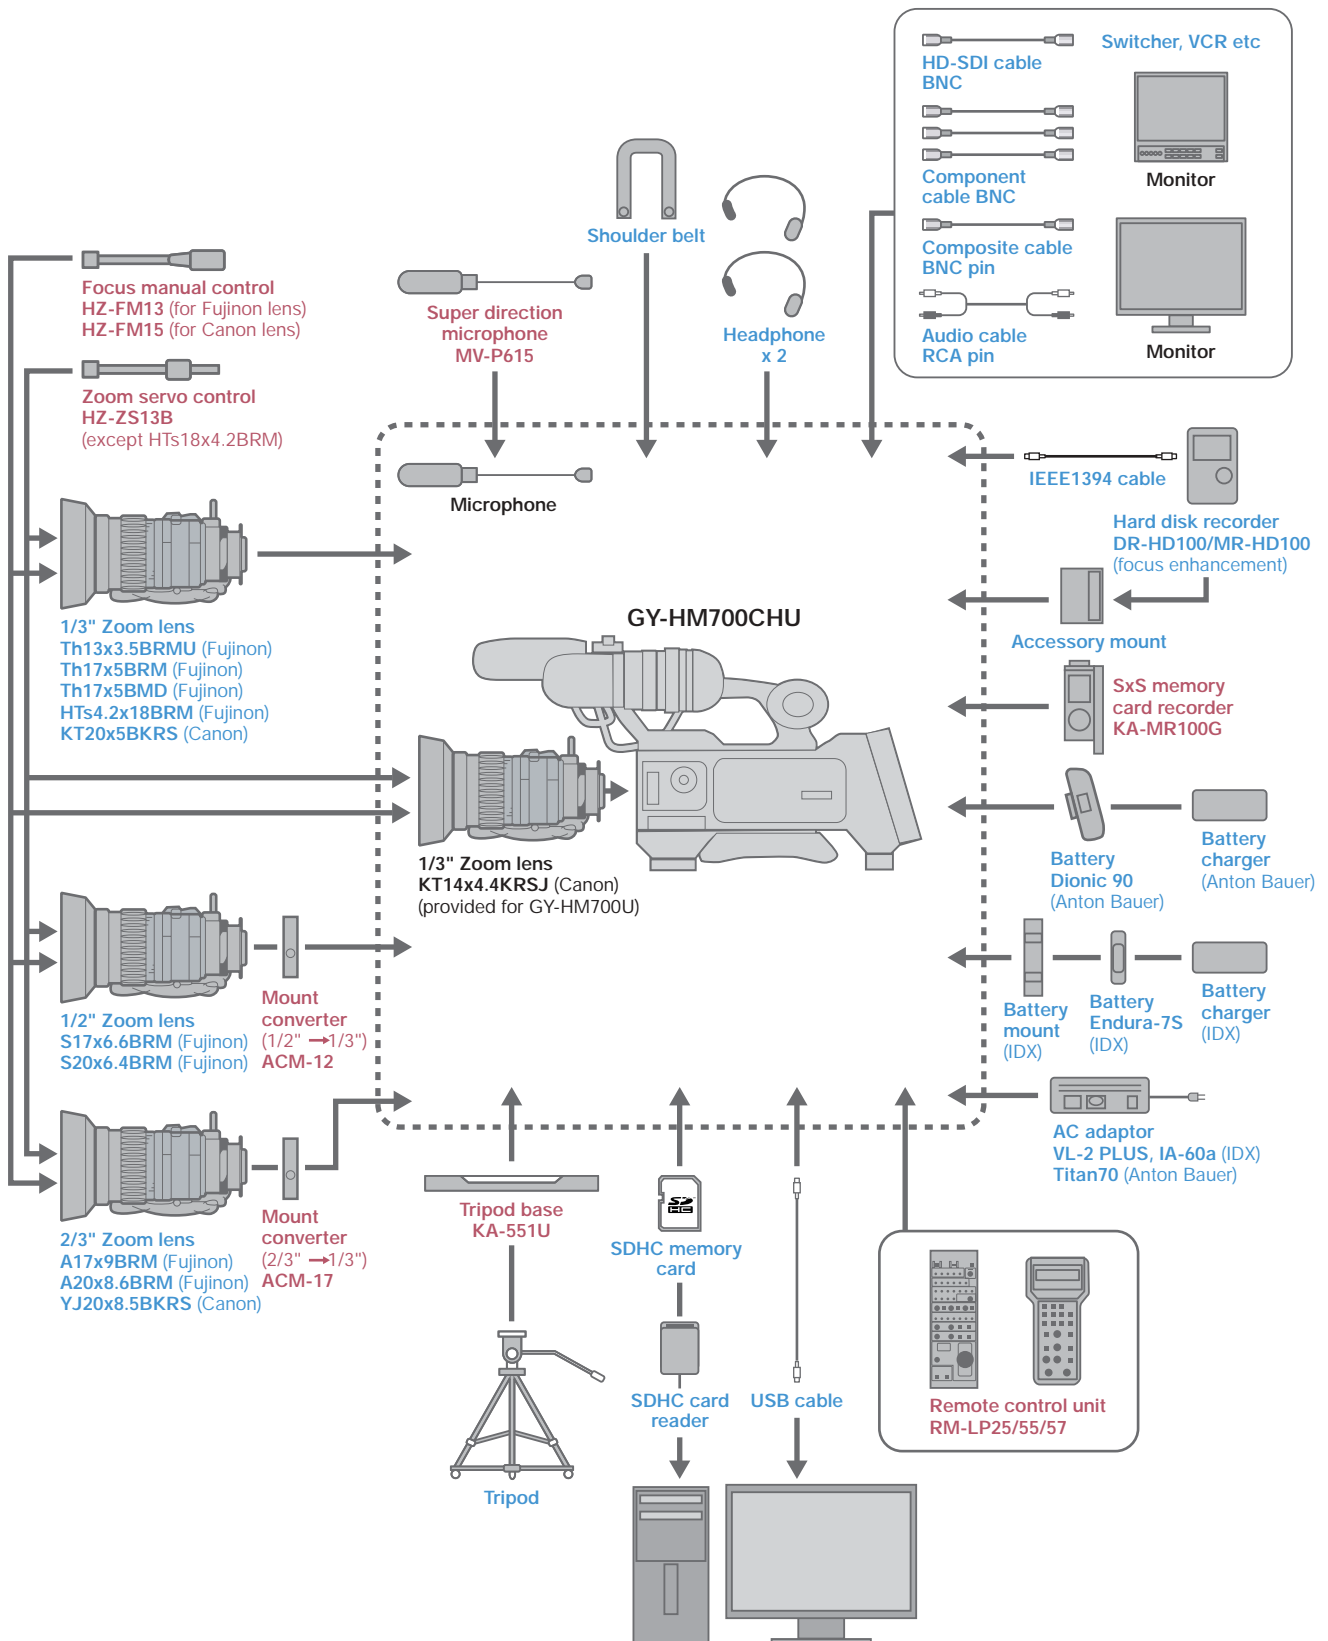 HD-SDI cable
BNC
Switcher, VCR etc
Component
cable BNC
Monitor
Composite cable
BNC pin
Audio cable
RCA pin
Monitor
Shoulder belt
Headphone
x 2
Super direction
microphone
MV-P615
Focus manual control
HZ-FM13 (for Fujinon lens)
HZ-FM15 (for Canon lens)
Zoom servo control
HZ-ZS13B
(except HTs18x4.2BRM)
Microphone
IEEE1394 cable
Hard disk recorder
DR-HD100/MR-HD100
(focus enhancement)
1/3" Zoom lens
Th13x3.5BRMU (Fujinon)
Th17x5BRM (Fujinon)
Th17x5BMD (Fujinon)
HTs4.2x18BRM (Fujinon)
KT20x5BKRS (Canon)
GY-HM700CHU
Accessory mount
SxS memory
card recorder
KA-MR100G
1/3" Zoom lens
KT14x4.4KRSJ (Canon)
(provided for GY-HM700U)
Battery
Dionic 90
(Anton Bauer)
Battery
charger
(Anton Bauer)
1/2" Zoom lens
S17x6.6BRM (Fujinon)
S20x6.4BRM (Fujinon)
Mount
converter
(1/2" →1/3")
ACM-12
Battery
mount
(IDX)
Battery
Endura-7S
(IDX)
Battery
charger
(IDX)
AC adaptor
VL-2 PLUS, IA-60a (IDX)
Titan70 (Anton Bauer)
2/3" Zoom lens
A17x9BRM (Fujinon)
A20x8.6BRM (Fujinon)
YJ20x8.5BKRS (Canon)
Mount
converter
(2/3" →1/3")
ACM-17
Tripod base
KA-551U
SD
HC
SDHC memory
card
SDHC card
reader
USB cable
Remote control unit
RM-LP25/55/57
Tripod